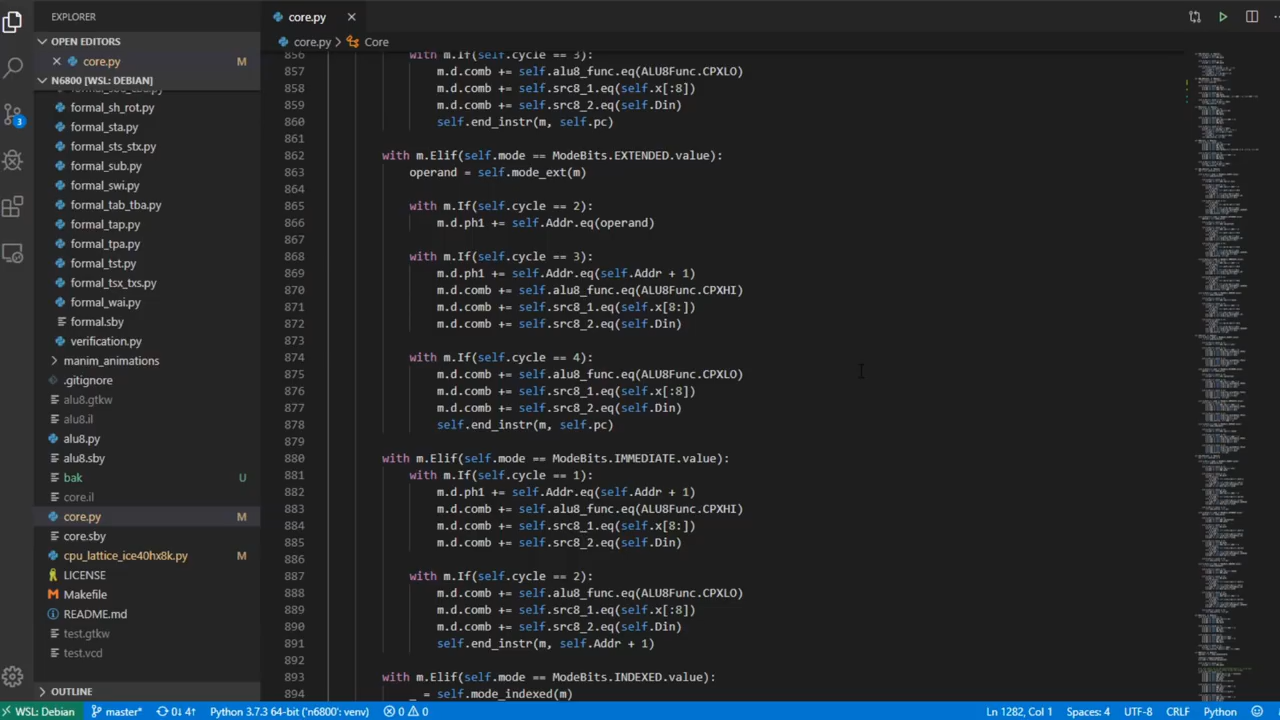 EXPLORER
OPEN EDITORS
core.py M
N6800 [WSL: DEBIAN]
formal_sh_rot.py
formal_sta.py
formal_sts_stx.py
formal_sub.py
formal_swi.py
formal_tab_tba.py
formal_tap.py
formal_tpa.py
formal_tst.py
formal_tsx_txs.py
formal_wai.py
formal.sby
verification.py
manim_animations
.gitignore
alu8.gtkw
alu8.il
alu8.py
alu8.sby
bak U
core.il
core.py M
core.sby
cpu_lattice_ice40hx8k.py M
LICENSE
Makefile
README.md
test.gtkw
test.vcd
OUTLINE
core.py
core.py > Core
856 with m.If(self.cycle == 3):
857 m.d.comb += self.alu8_func.eq(ALU8Func.CPXLO)
858 m.d.comb += self.src8_1.eq(self.x[:8])
859 m.d.comb += self.src8_2.eq(self.Din)
860 self.end_instr(m, self.pc)
861
862 with m.Elif(self.mode == ModeBits.EXTENDED.value):
863 operand = self.mode_ext(m)
864
865 with m.If(self.cycle == 2):
866 m.d.ph1 += self.Addr.eq(operand)
867
868 with m.If(self.cycle == 3):
869 m.d.ph1 += self.Addr.eq(self.Addr + 1)
870 m.d.comb += self.alu8_func.eq(ALU8Func.CPXHI)
871 m.d.comb += self.src8_1.eq(self.x[8:])
872 m.d.comb += self.src8_2.eq(self.Din)
873
874 with m.If(self.cycle == 4):
875 m.d.comb += self.alu8_func.eq(ALU8Func.CPXLO)
876 m.d.comb += self.src8_1.eq(self.x[:8])
877 m.d.comb += self.src8_2.eq(self.Din)
878 self.end_instr(m, self.pc)
879
880 with m.Elif(self.mode == ModeBits.IMMEDIATE.value):
881 with m.If(self.cycle == 1):
882 m.d.ph1 += self.Addr.eq(self.Addr + 1)
883 m.d.comb += self.alu8_func.eq(ALU8Func.CPXHI)
884 m.d.comb += self.src8_1.eq(self.x[8:])
885 m.d.comb += self.src8_2.eq(self.Din)
886
887 with m.If(self.cycle == 2):
888 m.d.comb += self.alu8_func.eq(ALU8Func.CPXLO)
889 m.d.comb += self.src8_1.eq(self.x[:8])
890 m.d.comb += self.src8_2.eq(self.Din)
891 self.end_instr(m, self.Addr + 1)
892
893 with m.Elif(self.mode == ModeBits.INDEXED.value):
894 _ = self.mode_indexed(m)
3
WSL: Debian master* 0↓ 4↑ Python 3.7.3 64-bit ('n6800': venv) 0 0 Ln 1282, Col 1 Spaces: 4 UTF-8 CRLF Python